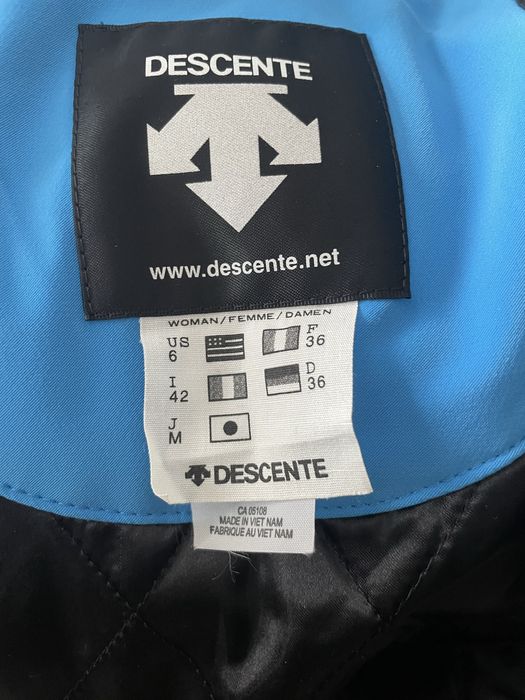 DESCENTE
www.descente.net
WOMAN/FEMME/DAMEN
US F
6 36
I D
42 36
J
M
DESCENTE
CA 05108
MADE IN VIET NAM
FABRIQUE AU VIET NAM